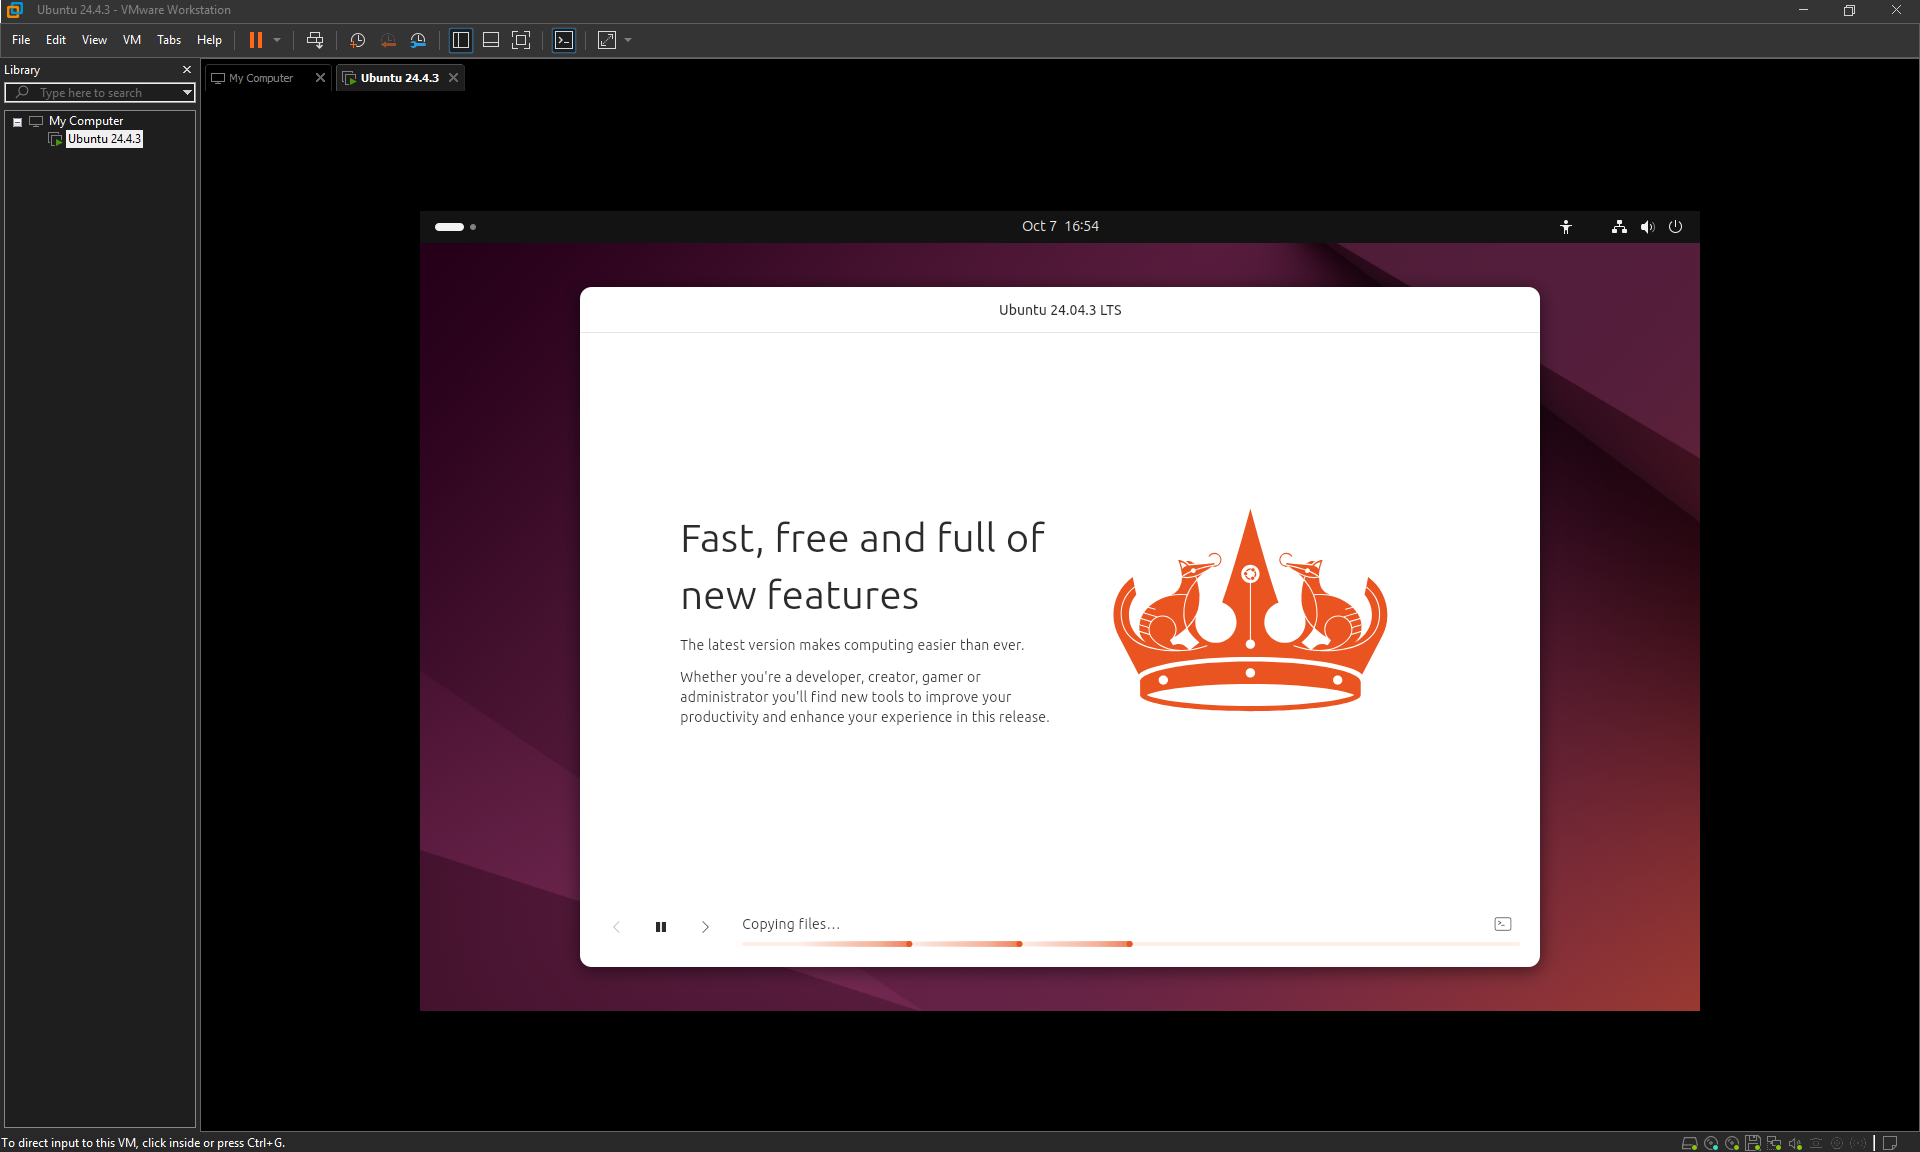 Ubuntu 24.4.3 - VMware Workstation
File Edit View VM Tabs Help
Library
My Computer Ubuntu 24.4.3
Type here to search
My Computer
Ubuntu 24.4.3
Oct 7 16:54
Ubuntu 24.04.3 LTS
Fast, free and full of
new features
The latest version makes computing easier than ever.
Whether you're a developer, creator, gamer or
administrator you'll find new tools to improve your
productivity and enhance your experience in this release.
Copying files...
To direct input to this VM, click inside or press Ctrl+G.